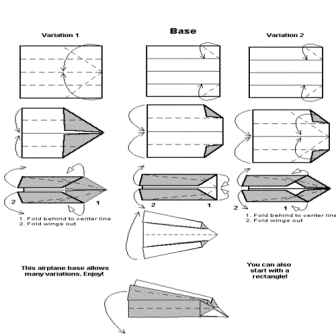 Base
Variation 1
Variation 2
2
1
2
1
2
1
1. Fold behind to center line
2. Fold wings out
1. Fold behind to center line
2. Fold wings out
This airplane base allows
many variations. Enjoy!
You can also
start with a
rectangle!